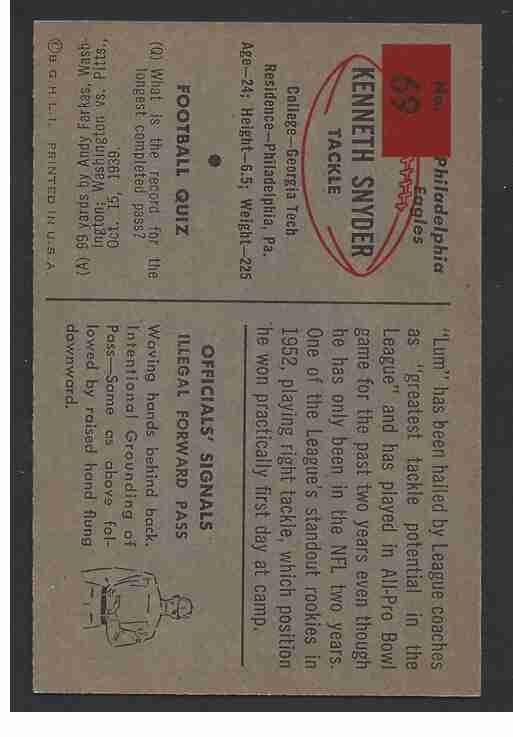 No.
69
Philadelphia
Eagles
KENNETH SNYDER
TACKLE
College—Georgia Tech
Residence—Philadelphia, Pa.
Age—24; Height—6.5; Weight—225
FOOTBALL QUIZ
(Q) What is the record for the
longest completed pass?
(A) 99 yards by Andy Farkas, Wash-
ington; Washington vs. Pitts.,
Oct. 15, 1939.
© B. G. H. L. I. PRINTED IN U. S. A.
"Lum" has been hailed by League coaches
as "greatest tackle potential in the
League" and has played in All-Pro Bowl
game for the past two years even though
he has only been in the NFL two years.
One of the League's standout rookies in
1952, playing right tackle, which position
he won practically first day at camp.
OFFICIALS' SIGNALS
ILLEGAL FORWARD PASS
Waving hands behind back.
Intentional Grounding of
Pass—Same as above fol-
lowed by raised hand flung
downward.